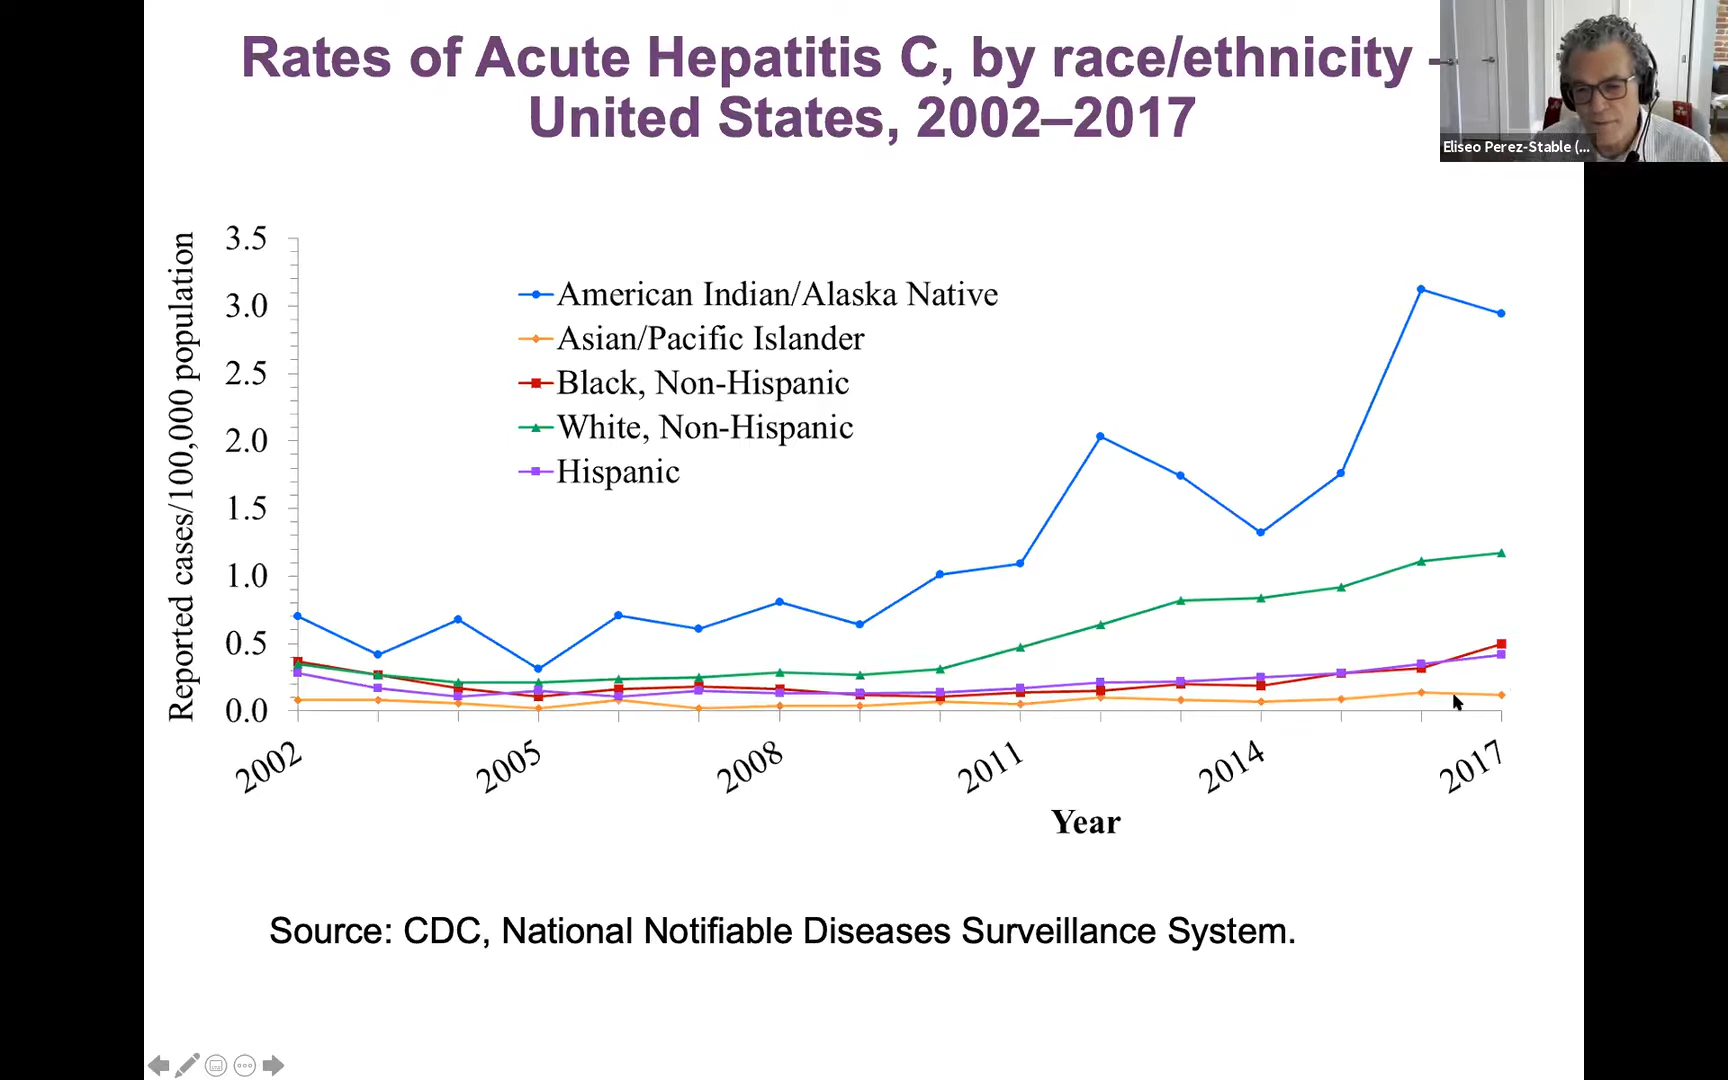 Rates of Acute Hepatitis C, by race/ethnicity –
United States, 2002–2017
Eliseo Perez-Stable (...
Reported cases/100,000 population
3.5
3.0
2.5
2.0
1.5
1.0
0.5
0.0
American Indian/Alaska Native
Asian/Pacific Islander
Black, Non-Hispanic
White, Non-Hispanic
Hispanic
2002
2005
2008
2011
2014
2017
Year
Source: CDC, National Notifiable Diseases Surveillance System.